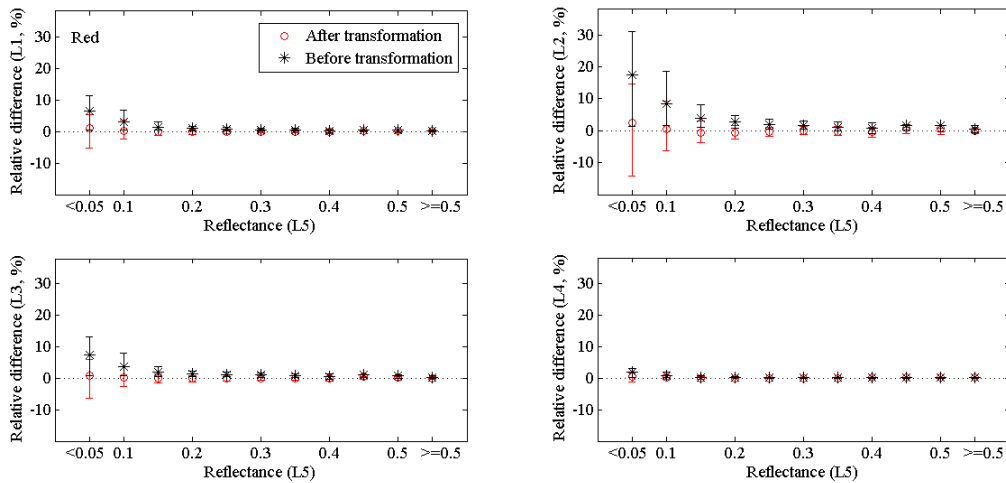 Relative difference (L1, %)
30
20
10
0
-10
Red
After transformation
Before transformation
<0.05 0.1 0.2 0.3 0.4 0.5 >=0.5
Reflectance (L5)
Relative difference (L2, %)
30
20
10
0
-10
<0.05 0.1 0.2 0.3 0.4 0.5 >=0.5
Reflectance (L5)
Relative difference (L3, %)
30
20
10
0
-10
<0.05 0.1 0.2 0.3 0.4 0.5 >=0.5
Reflectance (L5)
Relative difference (L4, %)
30
20
10
0
-10
<0.05 0.1 0.2 0.3 0.4 0.5 >=0.5
Reflectance (L5)